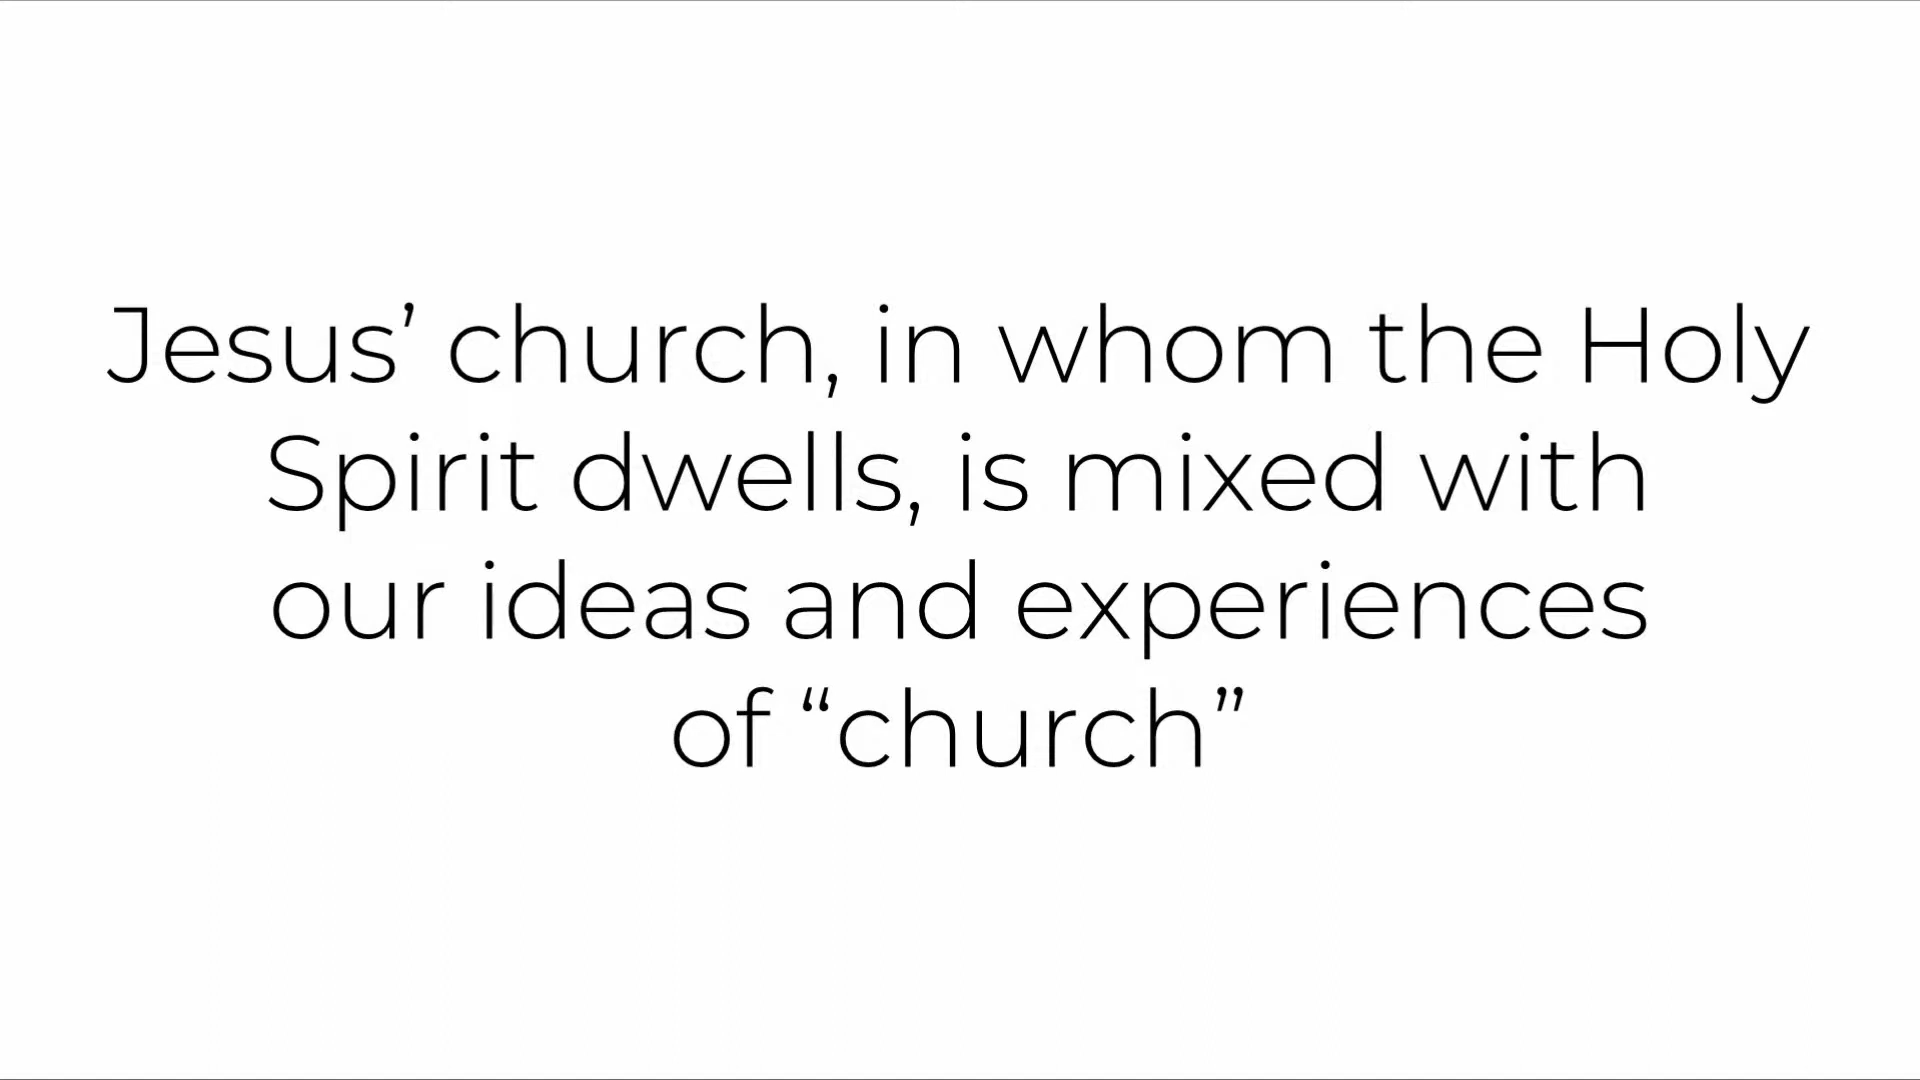 Jesus’ church, in whom the Holy
Spirit dwells, is mixed with
our ideas and experiences
of “church”